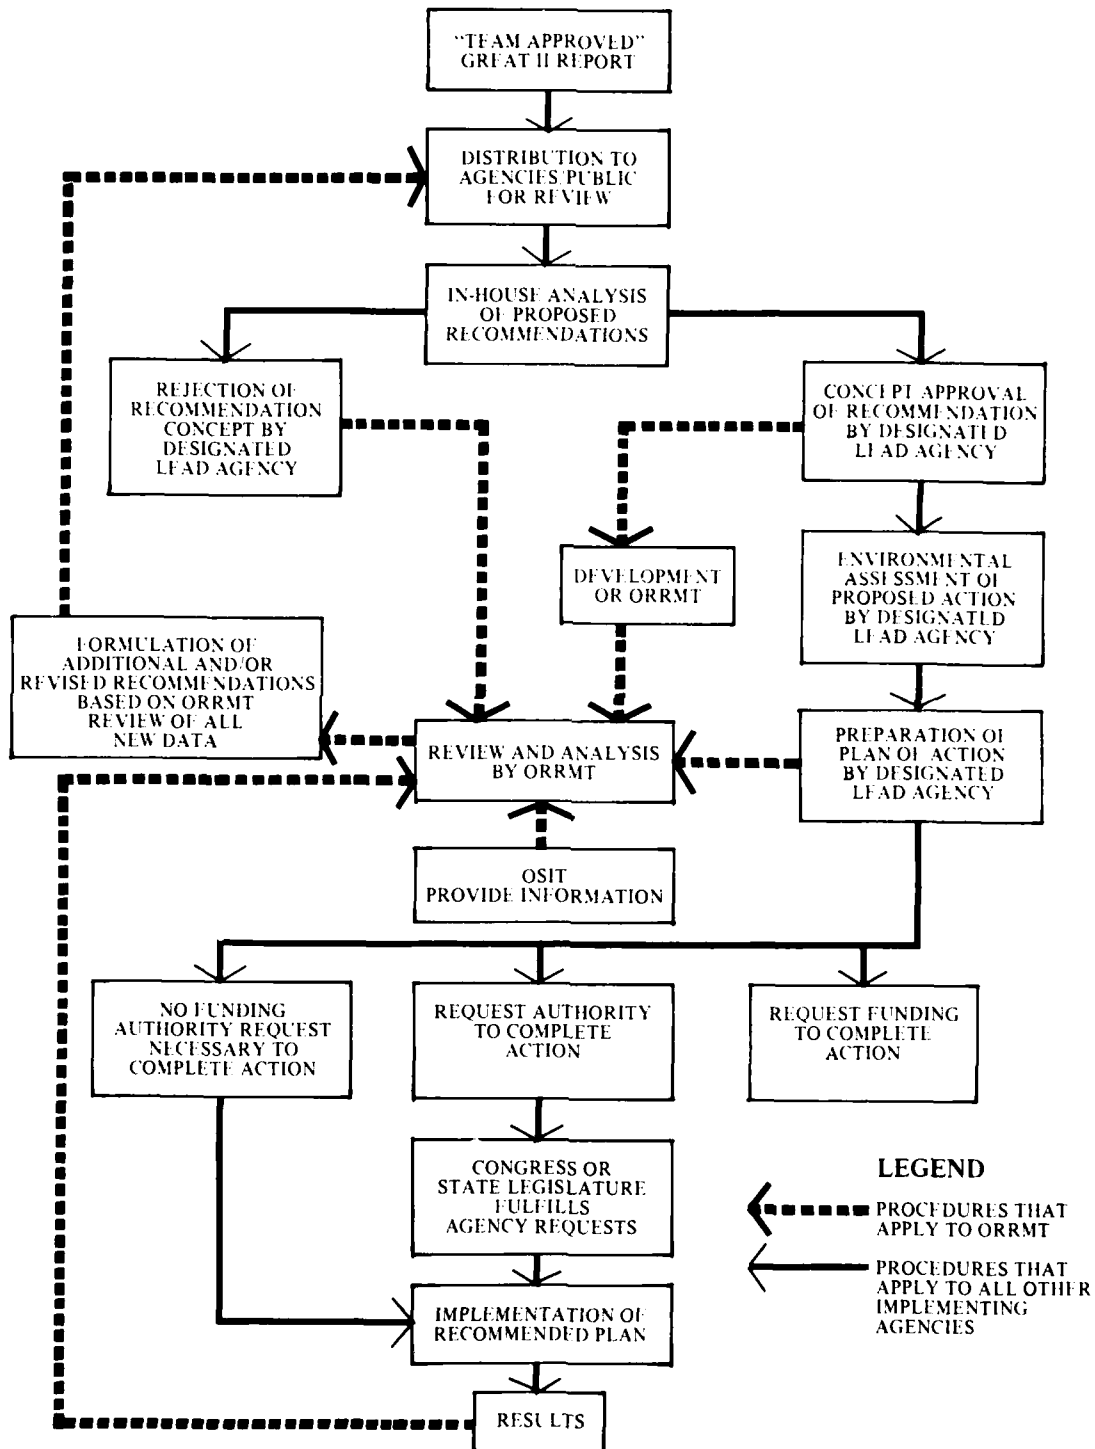 "TEAM APPROVED"
GREAT II REPORT
DISTRIBUTION TO
AGENCIES/PUBLIC
FOR REVIEW
IN-HOUSE ANALYSIS
OF PROPOSED
RECOMMENDATIONS
REJECTION OF
RECOMMENDATION
CONCEPT BY
DESIGNATED
LEAD AGENCY
CONCEPT APPROVAL
OF RECOMMENDATION
BY DESIGNATED
LEAD AGENCY
DEVELOPMENT
OR ORRMT
ENVIRONMENTAL
ASSESSMENT OF
PROPOSED ACTION
BY DESIGNATED
LEAD AGENCY
FORMULATION OF
ADDITIONAL AND/OR
REVISED RECOMMENDATIONS
BASED ON ORRMT
REVIEW OF ALL
NEW DATA
REVIEW AND ANALYSIS
BY ORRMT
PREPARATION OF
PLAN OF ACTION
BY DESIGNATED
LEAD AGENCY
OSIT
PROVIDE INFORMATION
NO FUNDING
AUTHORITY REQUEST
NECESSARY TO
COMPLETE ACTION
REQUEST AUTHORITY
TO COMPLETE
ACTION
REQUEST FUNDING
TO COMPLETE
ACTION
CONGRESS OR
STATE LEGISLATURE
FULFILLS
AGENCY REQUESTS
LEGEND
PROCEDURES THAT
APPLY TO ORRMT
PROCEDURES THAT
APPLY TO ALL OTHER
IMPLEMENTING
AGENCIES
IMPLEMENTATION OF
RECOMMENDED PLAN
RESULTS